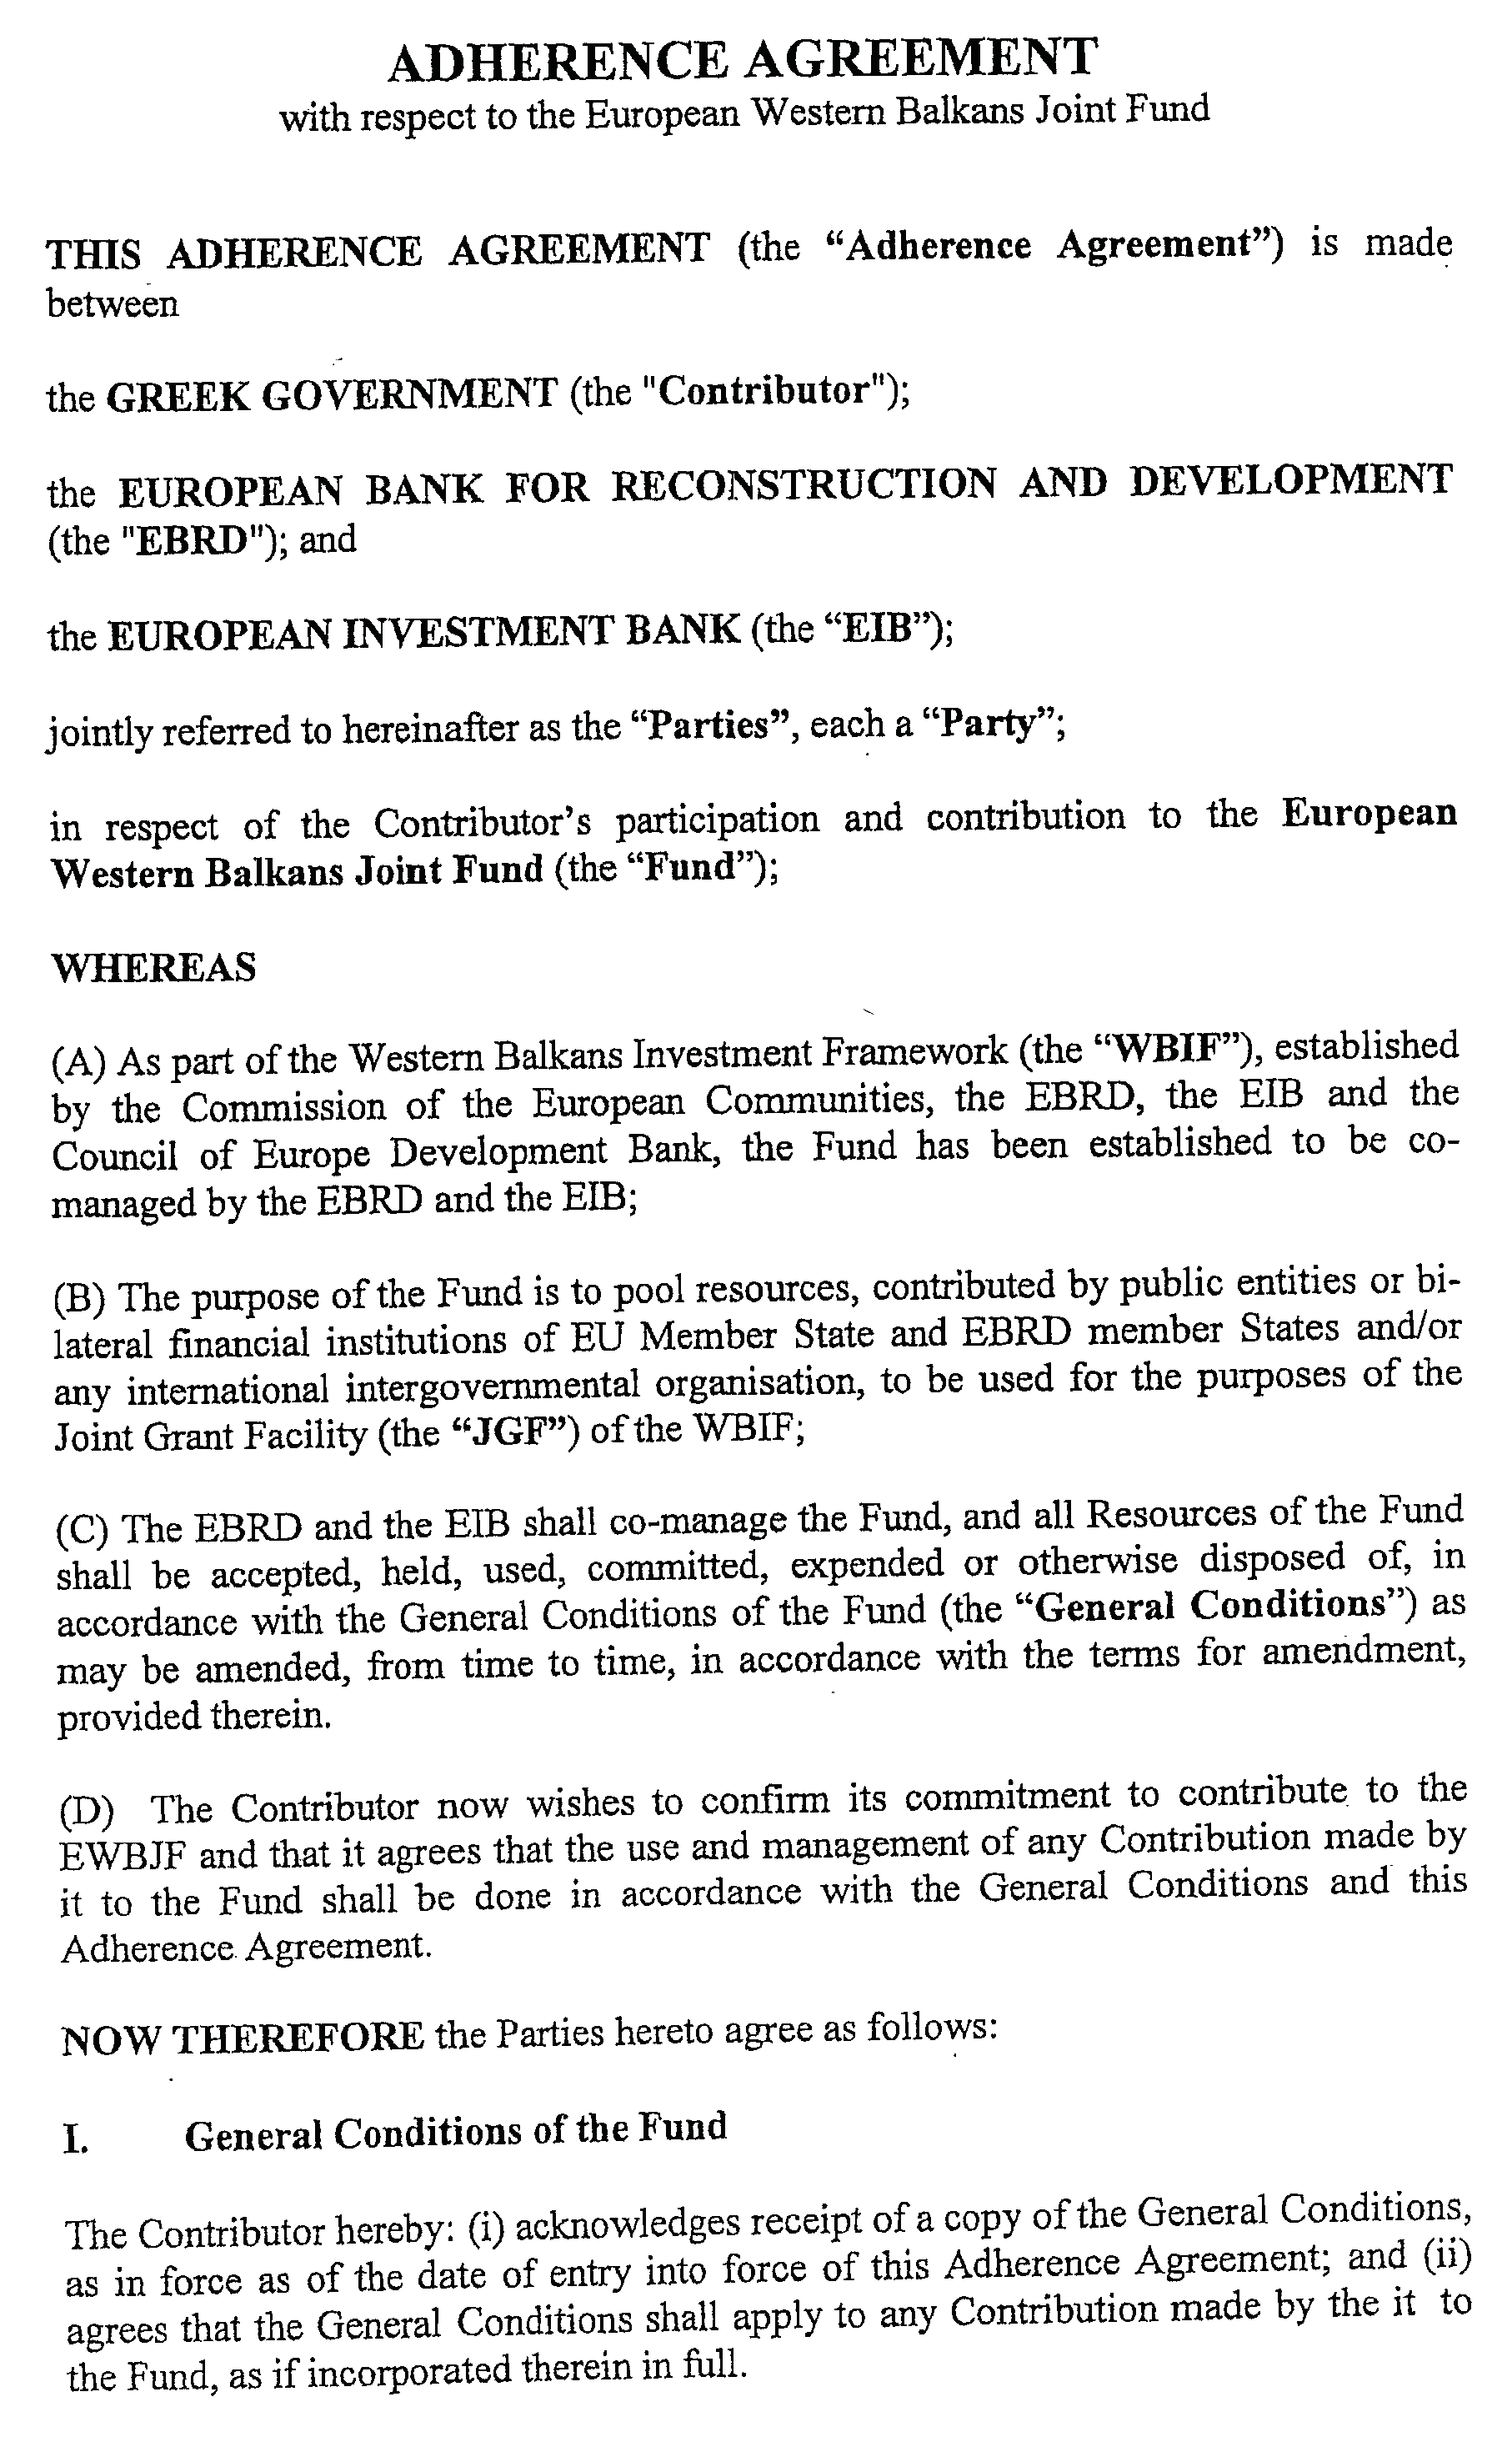 ADHERENCE AGREEMENT
with respect to the European Western Balkans Joint Fund
THIS ADHERENCE AGREEMENT (the “Adherence Agreement”) is made
between
the GREEK GOVERNMENT (the "Contributor");
the EUROPEAN BANK FOR RECONSTRUCTION AND DEVELOPMENT
(the "EBRD"); and
the EUROPEAN INVESTMENT BANK (the “EIB”);
jointly referred to hereinafter as the “Parties”, each a “Party”;
in respect of the Contributor’s participation and contribution to the European
Western Balkans Joint Fund (the “Fund”);
WHEREAS
(A) As part of the Western Balkans Investment Framework (the “WBIF”), established
by the Commission of the European Communities, the EBRD, the EIB and the
Council of Europe Development Bank, the Fund has been established to be co-
managed by the EBRD and the EIB;
(B) The purpose of the Fund is to pool resources, contributed by public entities or bi-
lateral financial institutions of EU Member State and EBRD member States and/or
any international intergovernmental organisation, to be used for the purposes of the
Joint Grant Facility (the “JGF”) of the WBIF;
(C) The EBRD and the EIB shall co-manage the Fund, and all Resources of the Fund
shall be accepted, held, used, committed, expended or otherwise disposed of, in
accordance with the General Conditions of the Fund (the “General Conditions”) as
may be amended, from time to time, in accordance with the terms for amendment,
provided therein.
(D) The Contributor now wishes to confirm its commitment to contribute to the
EWBJF and that it agrees that the use and management of any Contribution made by
it to the Fund shall be done in accordance with the General Conditions and this
Adherence Agreement.
NOW THEREFORE the Parties hereto agree as follows:
I. General Conditions of the Fund
The Contributor hereby: (i) acknowledges receipt of a copy of the General Conditions,
as in force as of the date of entry into force of this Adherence Agreement; and (ii)
agrees that the General Conditions shall apply to any Contribution made by the it to
the Fund, as if incorporated therein in full.